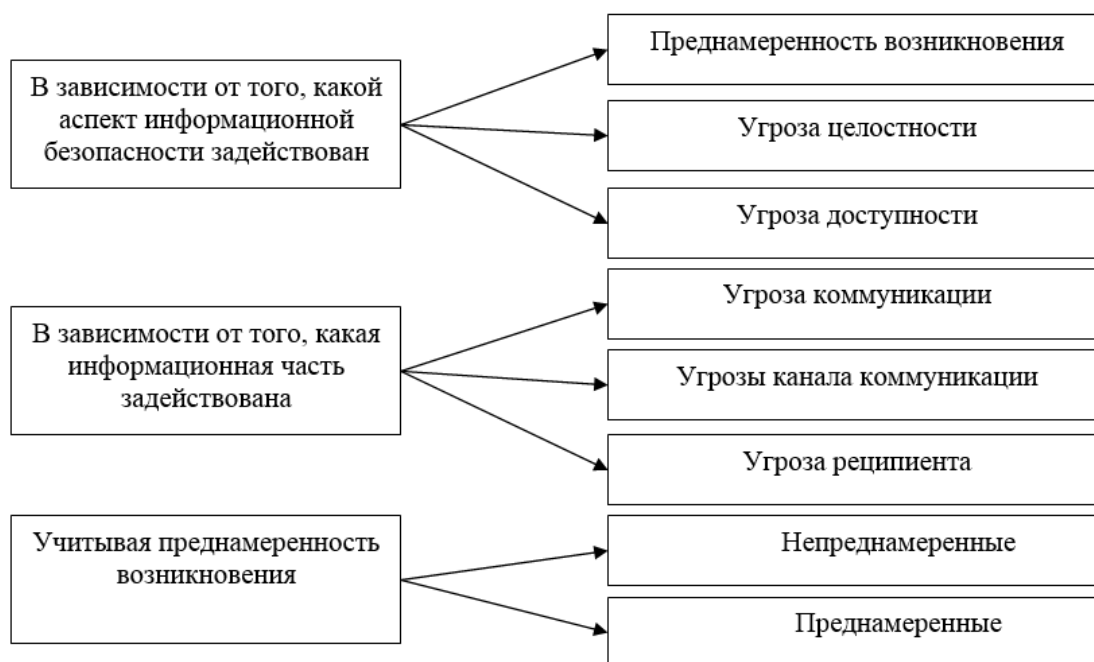 В зависимости от того, какой
аспект информационной
безопасности задействован
Преднамеренность возникновения
Угроза целостности
Угроза доступности
В зависимости от того, какая
информационная часть
задействована
Угроза коммуникации
Угрозы канала коммуникации
Угроза реципиента
Учитывая преднамеренность
возникновения
Непреднамеренные
Преднамеренные